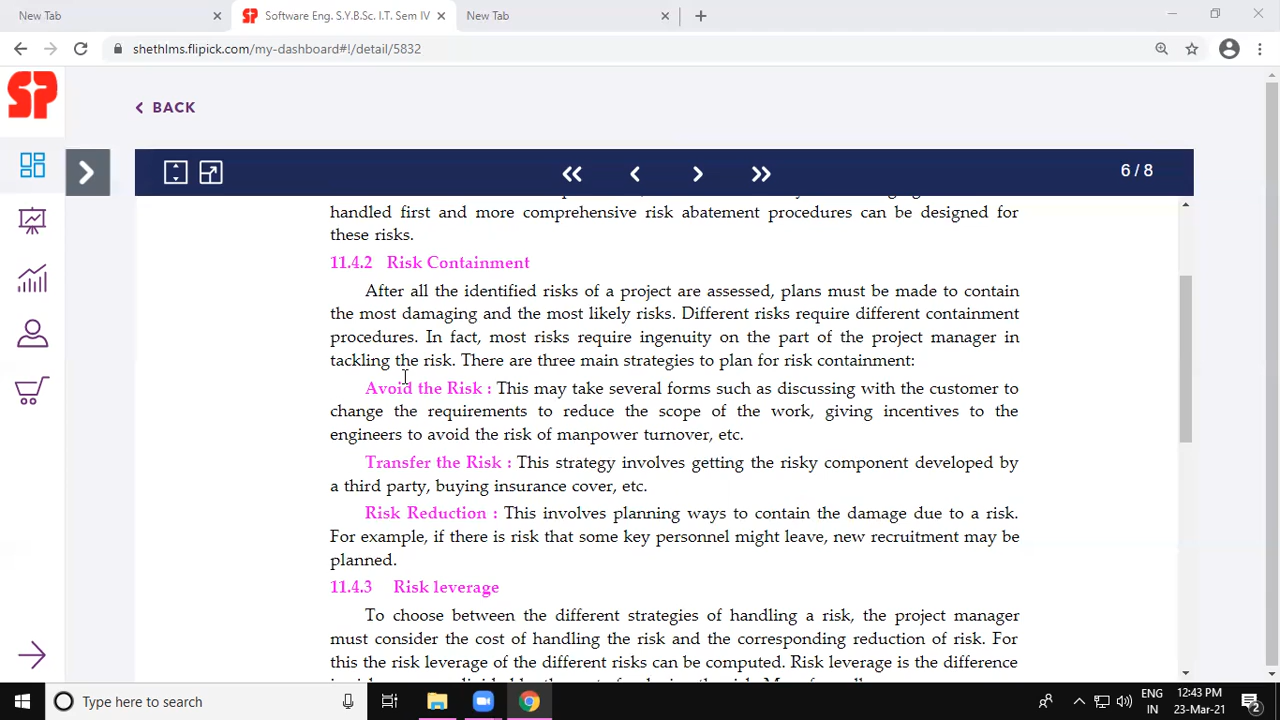 New Tab
Software Eng. S.Y.B.Sc. I.T. Sem IV
New Tab
shethlms.flipick.com/my-dashboard#!/detail/5832
SP
BACK
6 / 8
handled first and more comprehensive risk abatement procedures can be designed for
these risks.
11.4.2 Risk Containment
After all the identified risks of a project are assessed, plans must be made to contain
the most damaging and the most likely risks. Different risks require different containment
procedures. In fact, most risks require ingenuity on the part of the project manager in
tackling the risk. There are three main strategies to plan for risk containment:
Avoid the Risk : This may take several forms such as discussing with the customer to
change the requirements to reduce the scope of the work, giving incentives to the
engineers to avoid the risk of manpower turnover, etc.
Transfer the Risk : This strategy involves getting the risky component developed by
a third party, buying insurance cover, etc.
Risk Reduction : This involves planning ways to contain the damage due to a risk.
For example, if there is risk that some key personnel might leave, new recruitment may be
planned.
11.4.3 Risk leverage
To choose between the different strategies of handling a risk, the project manager
must consider the cost of handling the risk and the corresponding reduction of risk. For
this the risk leverage of the different risks can be computed. Risk leverage is the difference
Type here to search
ENG
IN
12:43 PM
23-Mar-21
2